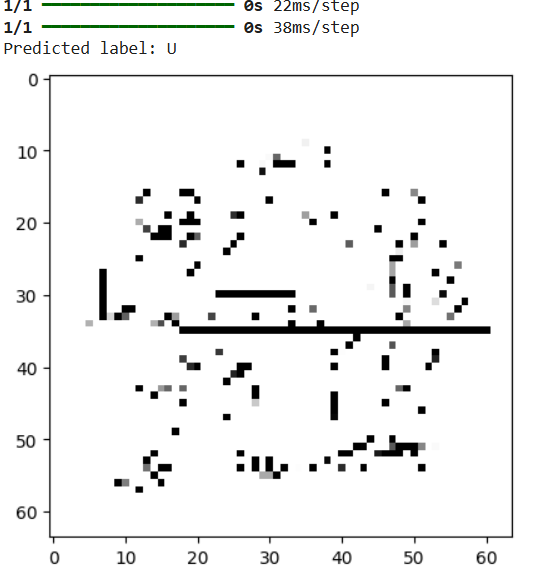 1/1 ━━━━━━━━━━━━━━━━━━━━ 0s 22ms/step
1/1 ━━━━━━━━━━━━━━━━━━━━ 0s 38ms/step
Predicted label: U
0
10
20
30
40
50
60
0 10 20 30 40 50 60